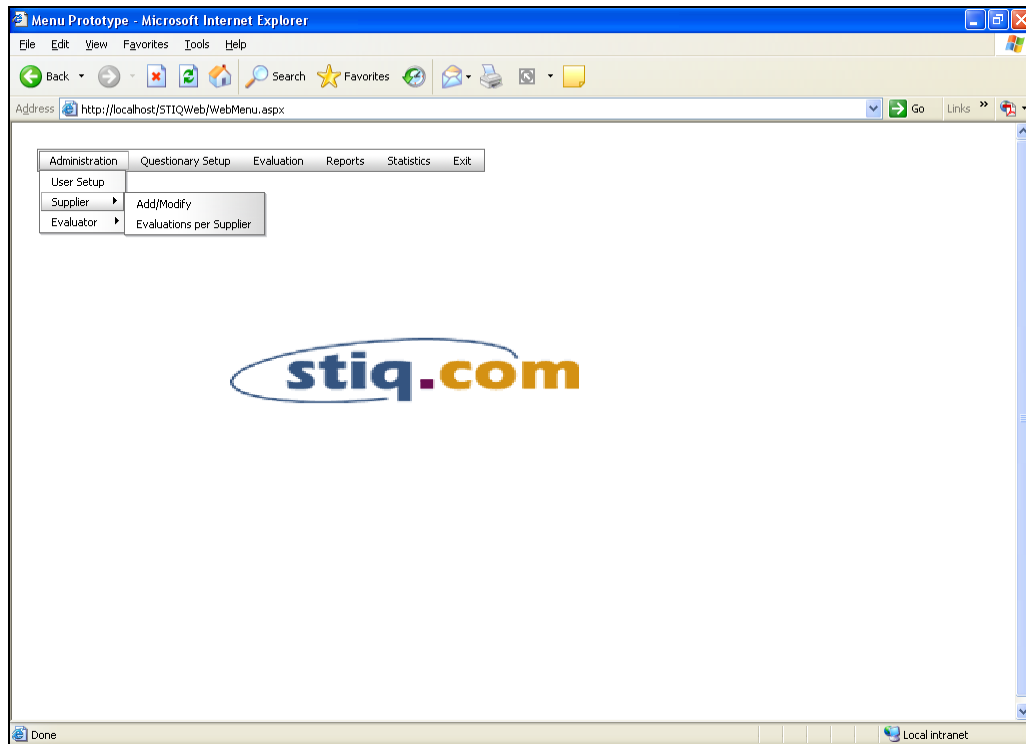 Menu Prototype - Microsoft Internet Explorer
File Edit View Favorites Tools Help
Back Search Favorites
Address http://localhost/STIQWeb/WebMenu.aspx Go Links »
Administration Questionary Setup Evaluation Reports Statistics Exit
User Setup
Supplier Add/Modify
Evaluator Evaluations per Supplier
stiq.com
Done Local intranet